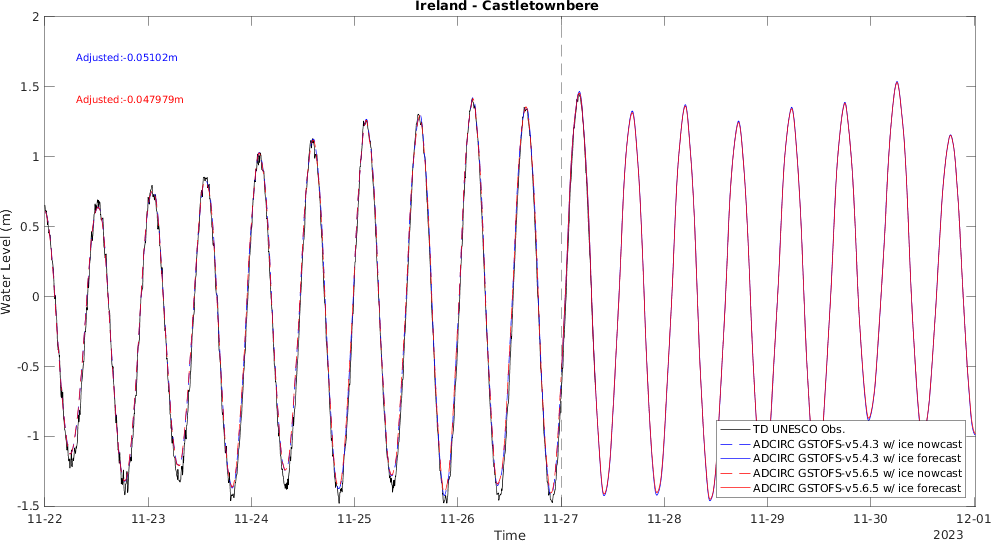 Ireland - Castletownbere
Adjusted:-0.05102m
Adjusted:-0.047979m
Water Level (m)
2
1.5
1
0.5
0
-0.5
-1
-1.5
TD UNESCO Obs.
ADCIRC GSTOFS-v5.4.3 w/ ice nowcast
ADCIRC GSTOFS-v5.4.3 w/ ice forecast
ADCIRC GSTOFS-v5.6.5 w/ ice nowcast
ADCIRC GSTOFS-v5.6.5 w/ ice forecast
11-22 11-23 11-24 11-25 11-26 11-27 11-28 11-29 11-30 12-01
Time
2023